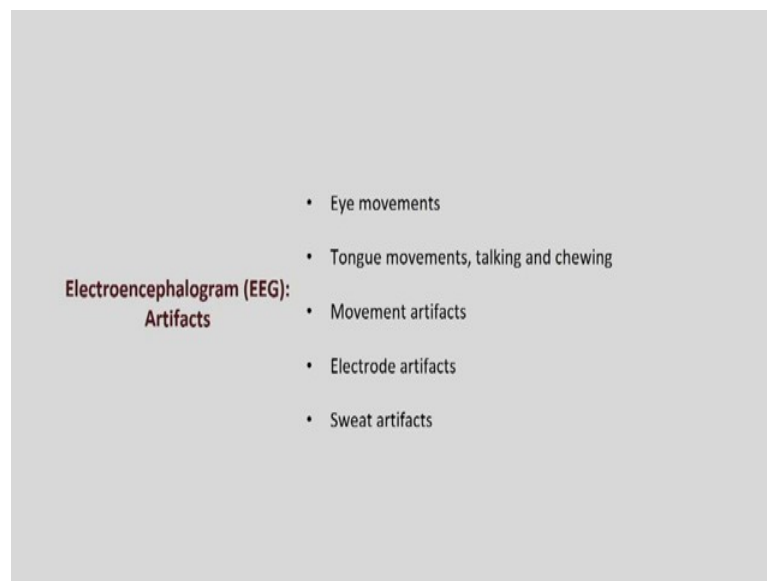 Electroencephalogram (EEG):
Artifacts
• Eye movements
• Tongue movements, talking and chewing
• Movement artifacts
• Electrode artifacts
• Sweat artifacts